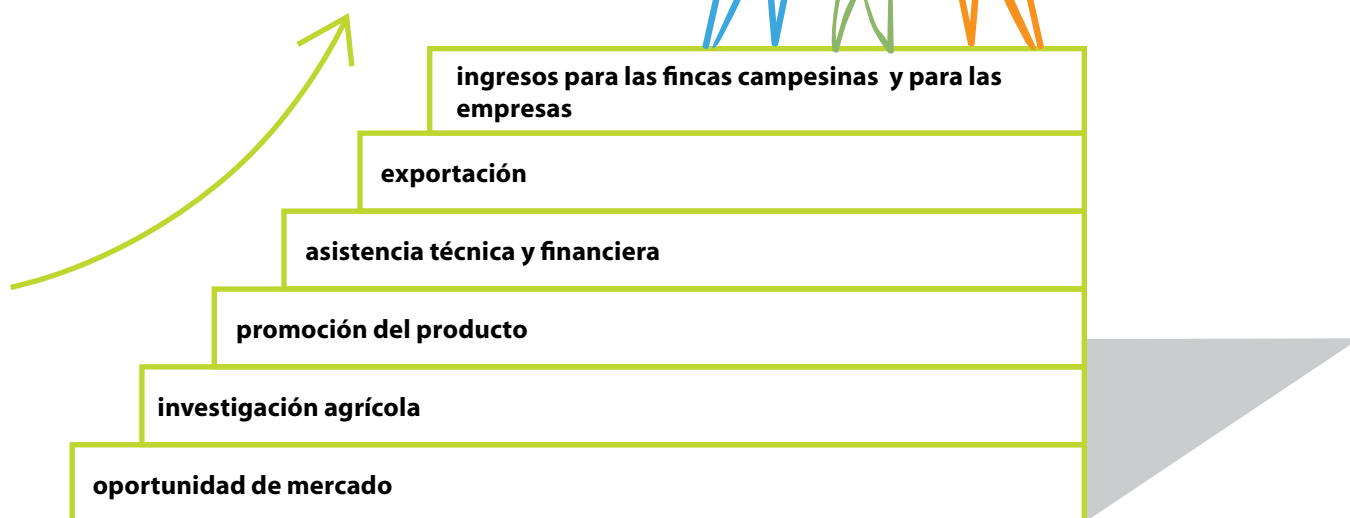 ingresos para las fincas campesinas y para las
empresas
exportación
asistencia técnica y financiera
promoción del producto
investigación agrícola
oportunidad de mercado